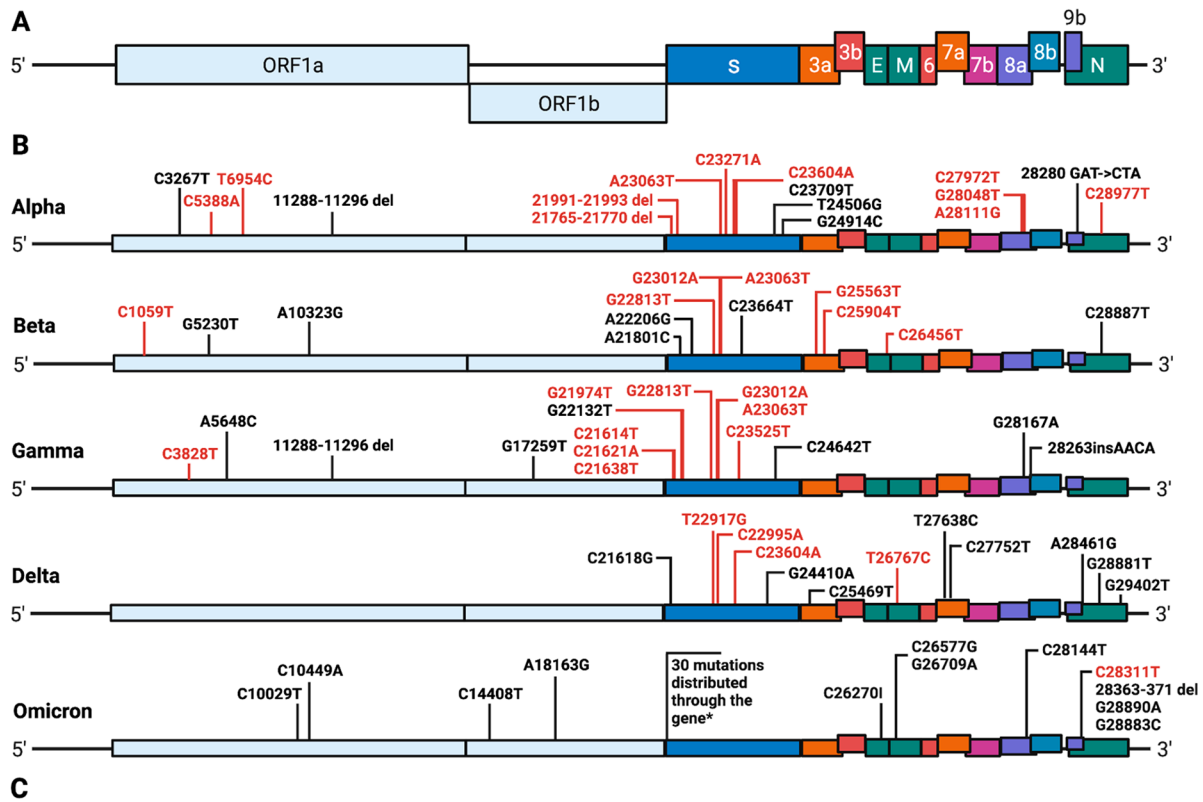 A
9b
5'
ORF1a
ORF1b
S
3a
3b
E
M
6
7a
7b
8a
8b
N
3'
B
Alpha
C3267T
C5388A
T6954C
11288-11296 del
21991-21993 del
21765-21770 del
A23063T
C23271A
C23604A
C23709T
T24506G
G24914C
C27972T
G28048T
A28111G
28280 GAT->CTA
C28977T
5'
3'
Beta
C1059T
G5230T
A10323G
G23012A
G22813T
A22206G
A21801C
A23063T
C23664T
G25563T
C25904T
C26456T
C28887T
5'
3'
Gamma
C3828T
A5648C
11288-11296 del
G17259T
G21974T
G22132T
C21614T
C21621A
C21638T
G22813T
G23012A
A23063T
C23525T
C24642T
G28167A
28263insAACA
5'
3'
Delta
C21618G
T22917G
C22995A
C23604A
G24410A
C25469T
T26767C
T27638C
C27752T
A28461G
G28881T
G29402T
5'
3'
Omicron
C10029T
C10449A
C14408T
A18163G
30 mutations
distributed
through the
gene*
C26270I
C26577G
G26709A
C28144T
C28311T
28363-371 del
G28890A
G28883C
5'
3'
C